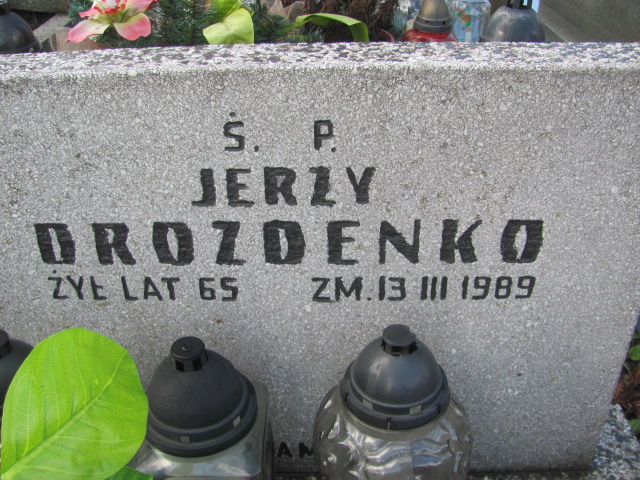 Ś. P.
JERZY
DROZDENKO
ŻYŁ LAT 65 ZM. 13 III 1989